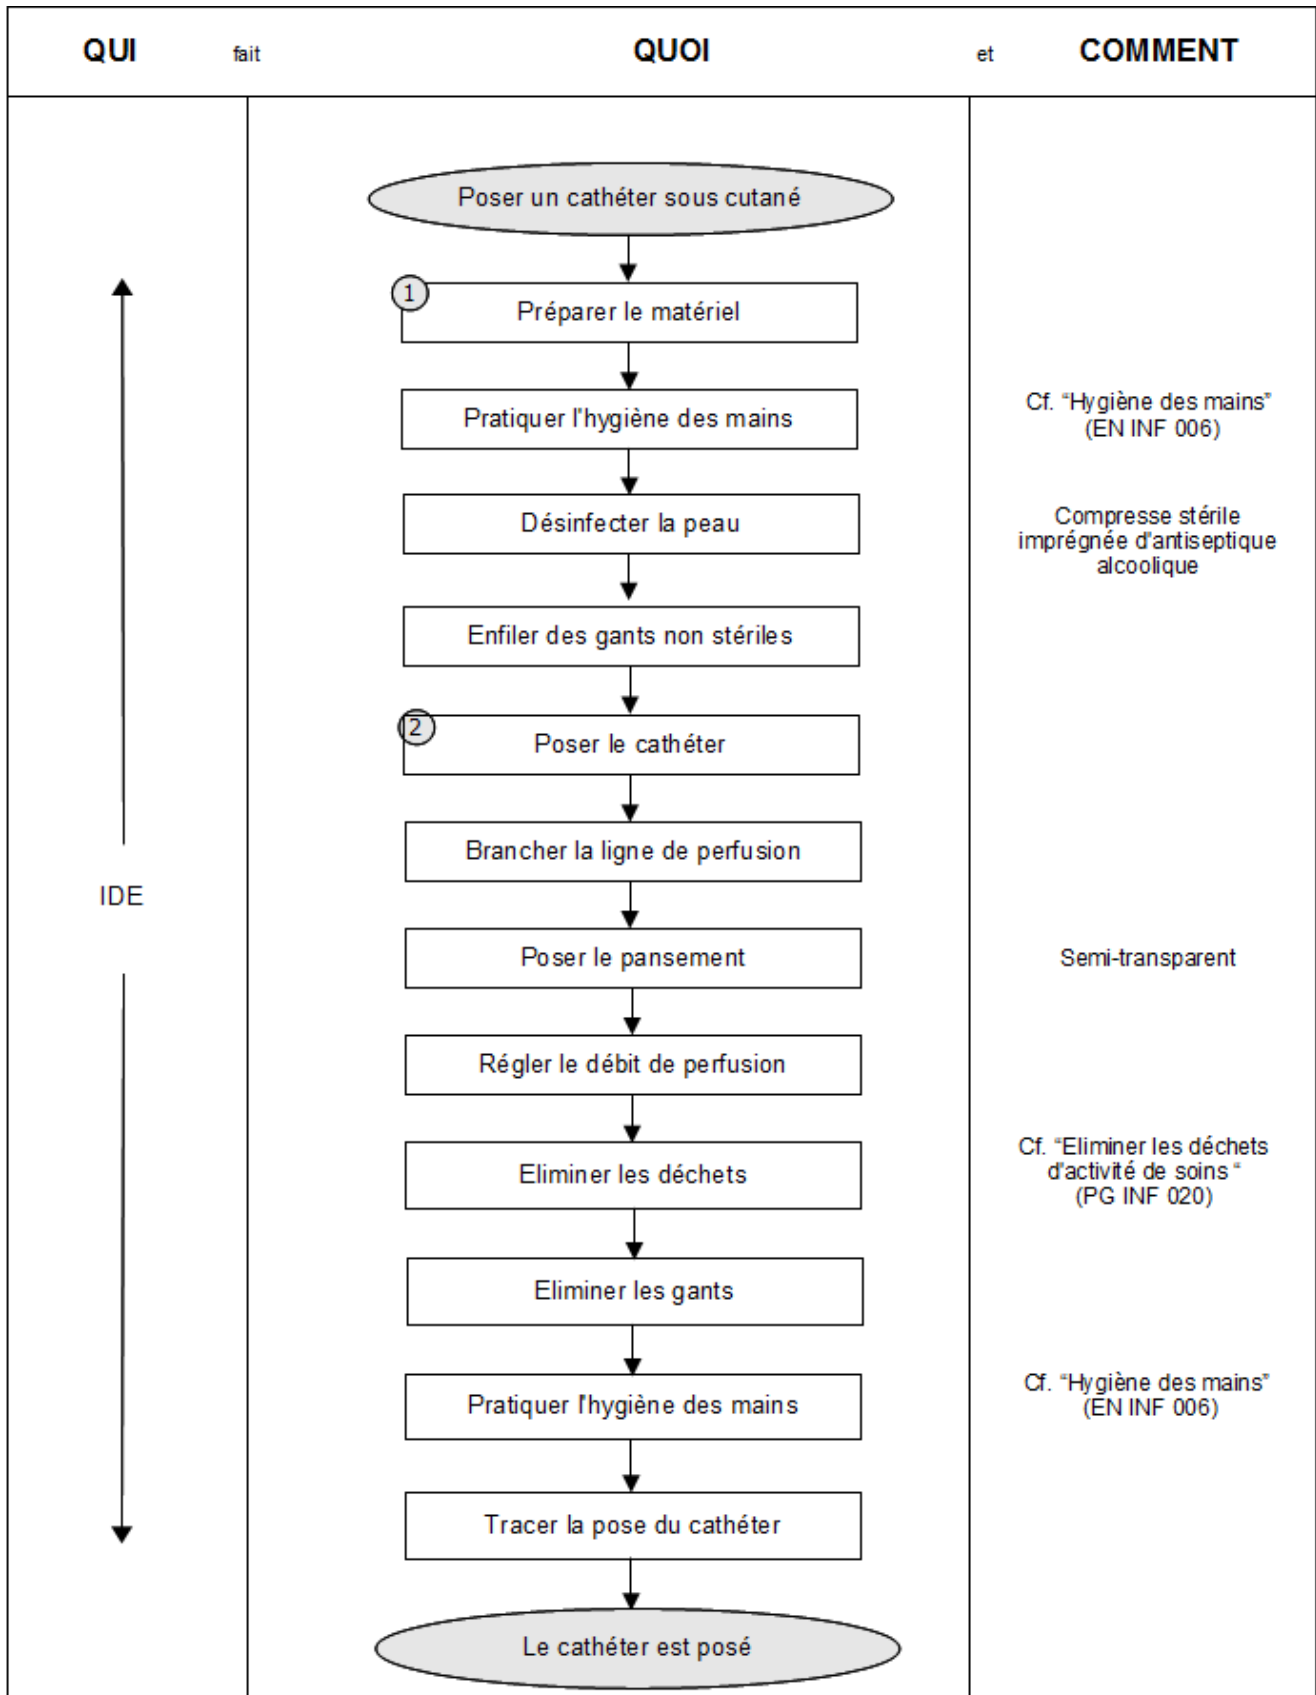 QUI fait QUOI et COMMENT
Poser un cathéter sous cutané
1
Préparer le matériel
Pratiquer l'hygiène des mains
Cf. “Hygiène des mains”
(EN INF 006)
Désinfecter la peau
Compresse stérile
imprégnée d'antiseptique
alcoolique
Enfiler des gants non stériles
2
Poser le cathéter
Brancher la ligne de perfusion
IDE
Poser le pansement
Semi-transparent
Régler le débit de perfusion
Eliminer les déchets
Cf. “Eliminer les déchets
d'activité de soins “
(PG INF 020)
Eliminer les gants
Pratiquer l'hygiène des mains
Cf. “Hygiène des mains”
(EN INF 006)
Tracer la pose du cathéter
Le cathéter est posé